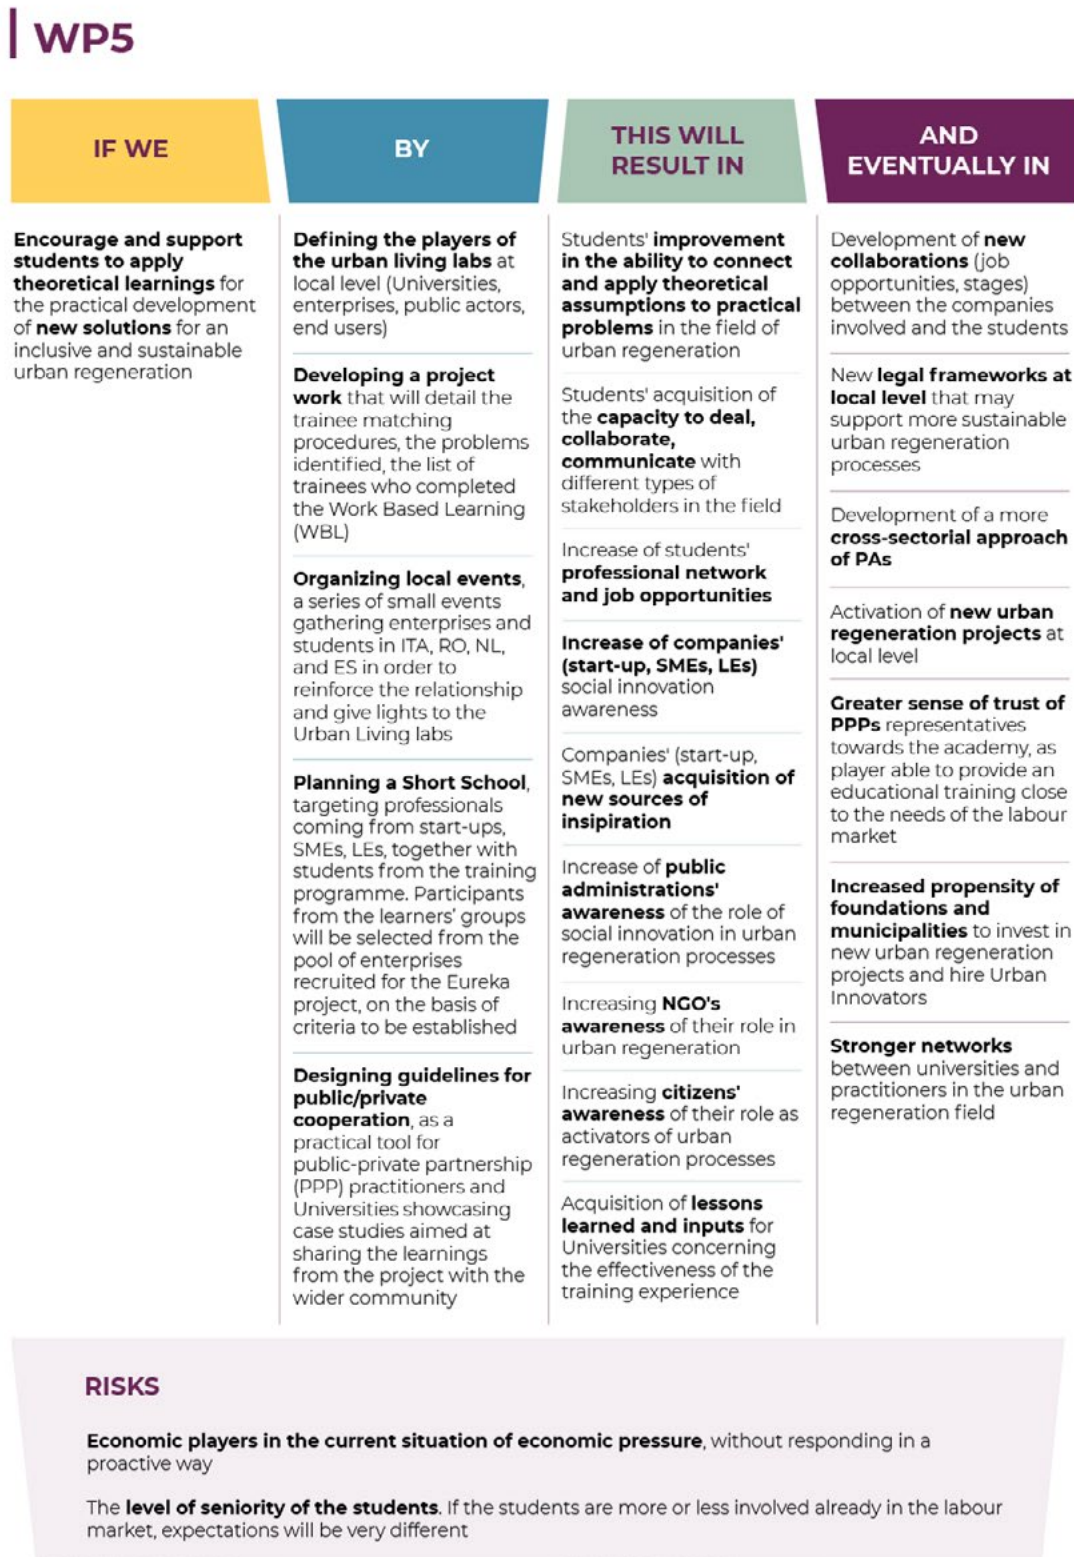 WP5
IF WE
Encourage and support
students to apply
theoretical learnings for
the practical development
of new solutions for an
inclusive and sustainable
urban regeneration
BY
Defining the players of
the urban living labs at
local level (Universities,
enterprises, public actors,
end users)
Developing a project
work that will detail the
trainee matching
procedures, the problems
identified, the list of
trainees who completed
the Work Based Learning
(WBL)
Organizing local events,
a series of small events
gathering enterprises and
students in ITA, RO, NL,
and ES in order to
reinforce the relationship
and give lights to the
Urban Living labs
Planning a Short School,
targeting professionals
coming from start-ups,
SMEs, LEs, together with
students from the training
programme. Participants
from the learners' groups
will be selected from the
pool of enterprises
recruited for the Eureka
project, on the basis of
criteria to be established
Designing guidelines for
public/private
cooperation, as a
practical tool for
public-private partnership
(PPP) practitioners and
Universities showcasing
case studies aimed at
sharing the learnings
from the project with the
wider community
THIS WILL
RESULT IN
Students' improvement
in the ability to connect
and apply theoretical
assumptions to practical
problems in the field of
urban regeneration
Students' acquisition of
the capacity to deal,
collaborate,
communicate with
different types of
stakeholders in the field
Increase of students'
professional network
and job opportunities
Increase of companies'
(start-up, SMEs, LEs)
social innovation
awareness
Companies' (start-up,
SMEs, LEs) acquisition of
new sources of
insipiration
Increase of public
administrations'
awareness of the role of
social innovation in urban
regeneration processes
Increasing NGO's
awareness of their role in
urban regeneration
Increasing citizens'
awareness of their role as
activators of urban
regeneration processes
Acquisition of lessons
learned and inputs for
Universities concerning
the effectiveness of the
training experience
AND
EVENTUALLY IN
Development of new
collaborations (job
opportunities, stages)
between the companies
involved and the students
New legal frameworks at
local level that may
support more sustainable
urban regeneration
processes
Development of a more
cross-sectorial approach
of PAs
Activation of new urban
regeneration projects at
local level
Greater sense of trust of
PPPs representatives
towards the academy, as
player able to provide an
educational training close
to the needs of the labour
market
Increased propensity of
foundations and
municipalities to invest in
new urban regeneration
projects and hire Urban
Innovators
Stronger networks
between universities and
practitioners in the urban
regeneration field
RISKS
Economic players in the current situation of economic pressure, without responding in a
proactive way
The level of seniority of the students. If the students are more or less involved already in the labour
market, expectations will be very different